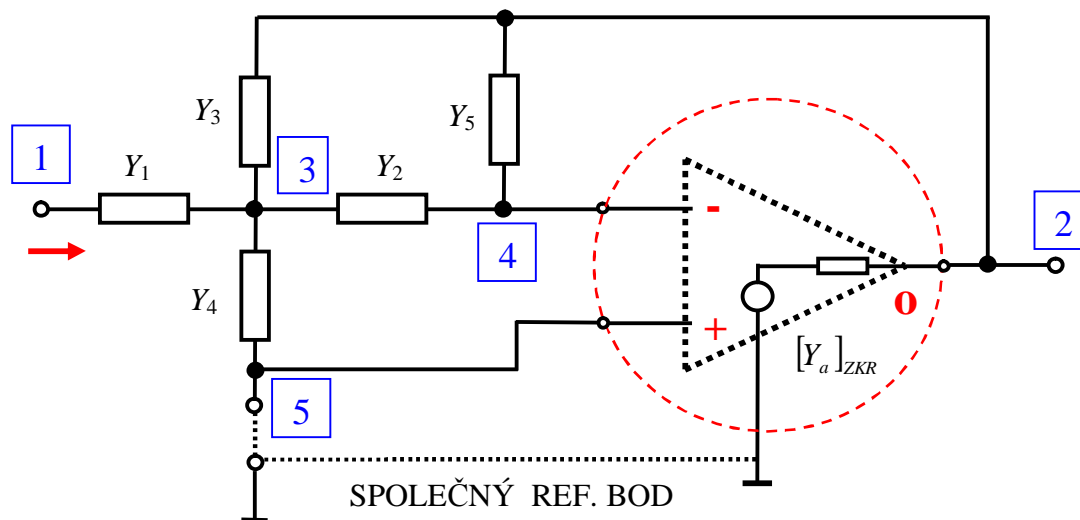 Y3
Y5
1
Y1
3
Y2
-
2
4
Y4
o
+
[Ya]ZKR
5
SPOLEČNÝ REF. BOD